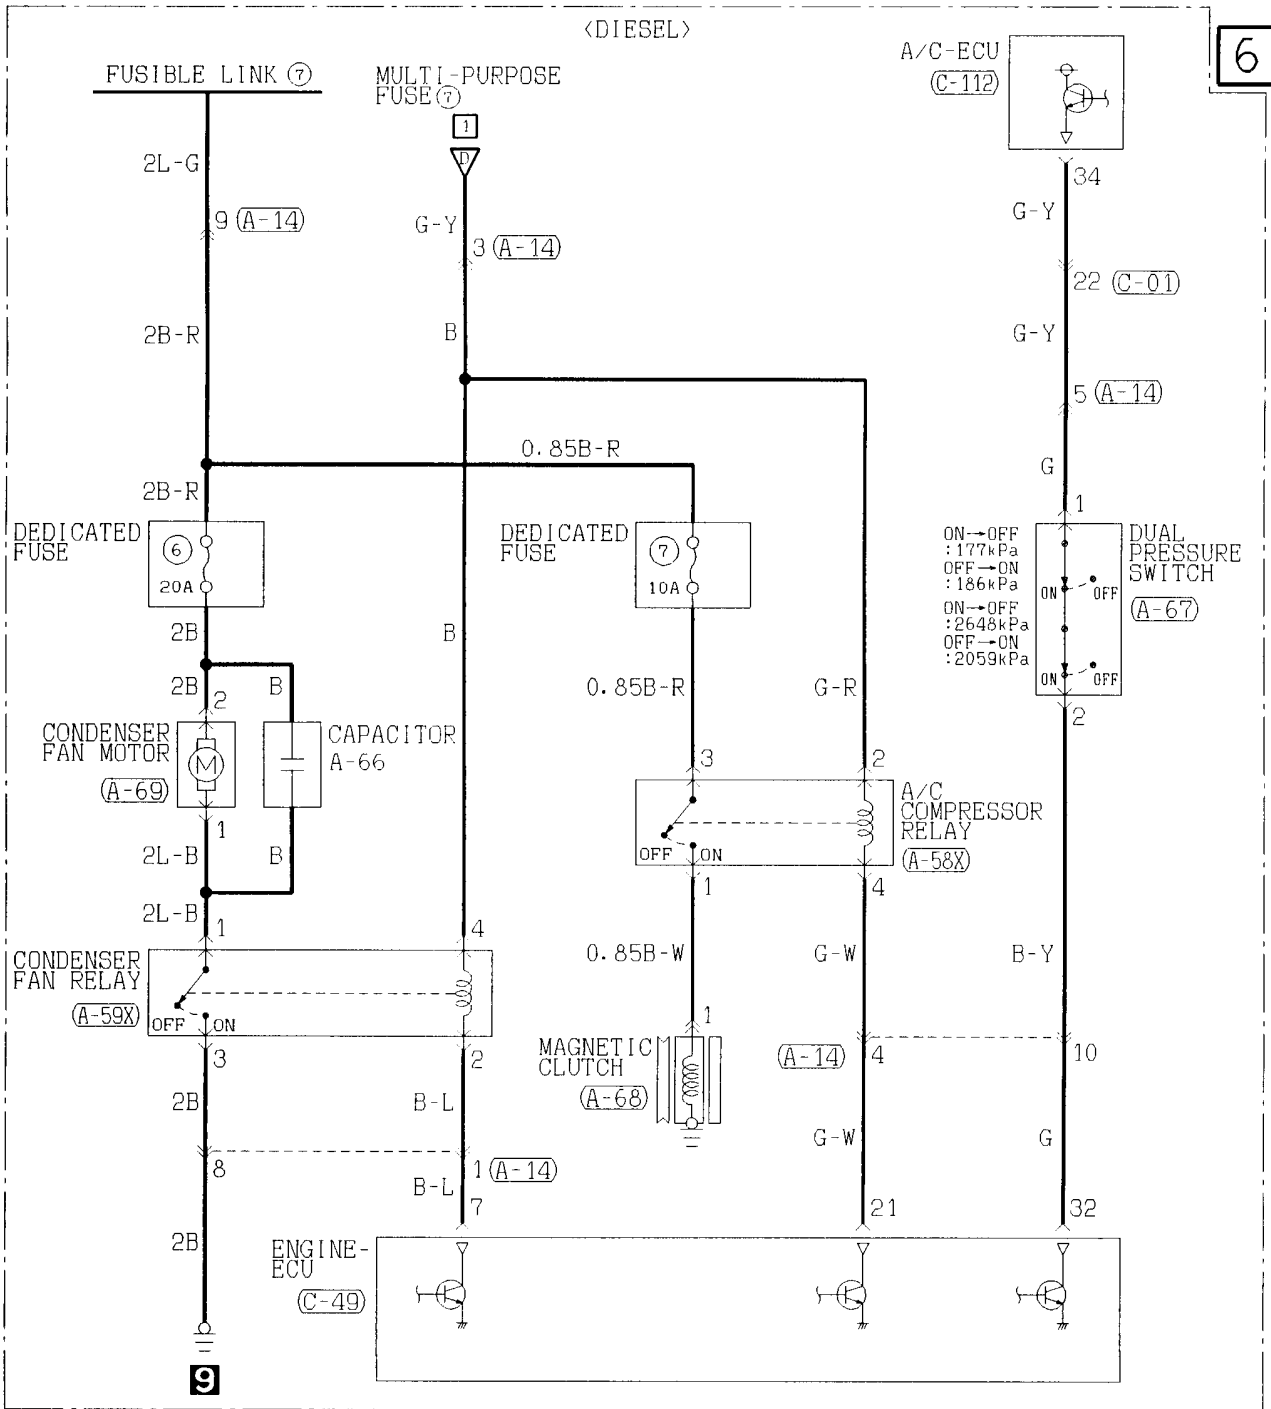 〈DIESEL〉
6
FUSIBLE LINK ⑦
MULTI-PURPOSE
FUSE ⑦
1
D
A/C-ECU
C-112
34
2L-G
G-Y
G-Y
9 A-14
3 A-14
22 C-01
2B-R
B
G-Y
5 A-14
0.85B-R
G
2B-R
1
DEDICATED
FUSE
⑥
20A
DEDICATED
FUSE
⑦
10A
ON→OFF
:177kPa
OFF→ON
:186kPa
ON→OFF
:2648kPa
OFF→ON
:2059kPa
ON OFF
ON OFF
DUAL
PRESSURE
SWITCH
A-67
2B
B
2B
B
0.85B-R
G-R
2
2
CONDENSER
FAN MOTOR
A-69
M
CAPACITOR
A-66
3
2
A/C
COMPRESSOR
RELAY
A-58X
OFF ON
1
2L-B
B
1
4
2L-B
1
4
CONDENSER
FAN RELAY
A-59X
OFF ON
0.85B-W
G-W
B-Y
3
2
1
MAGNETIC
CLUTCH
A-68
A-14 4
10
2B
B-L
G-W
G
8
1 A-14
B-L
7
21
32
2B
ENGINE-
ECU
C-49
9